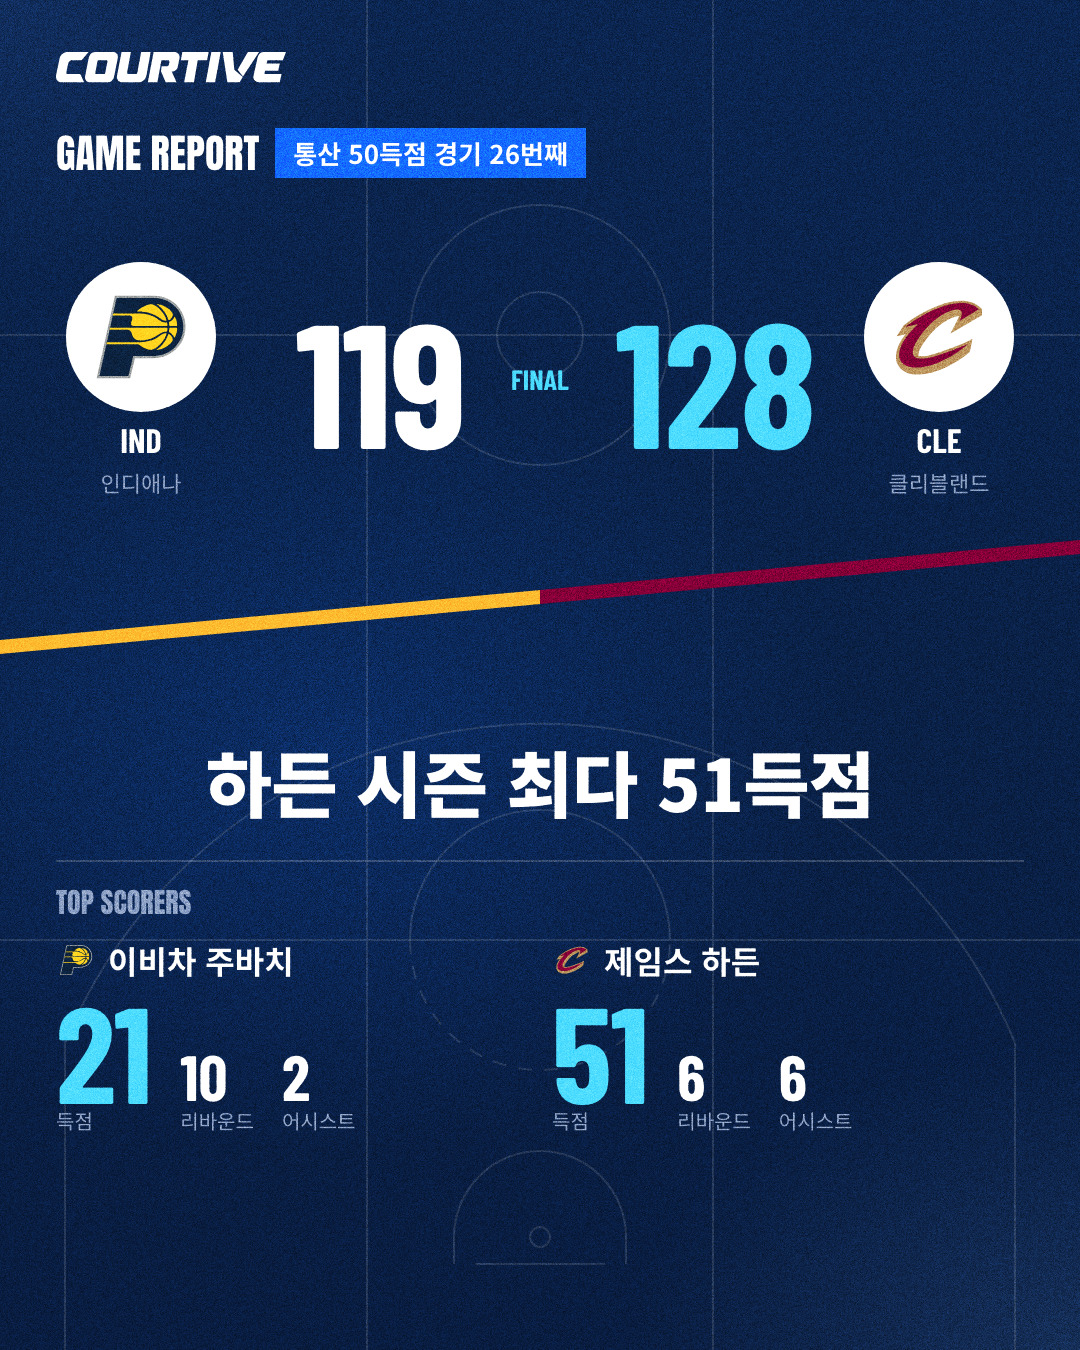 COURTIVE
GAME REPORT 통산 50득점 경기 26번째
119 FINAL 128
IND CLE
인디애나 클리블랜드
하든 시즌 최다 51득점
TOP SCORERS
이비차 주바치 제임스 하든
21 10 2 51 6 6
득점 리바운드 어시스트 득점 리바운드 어시스트